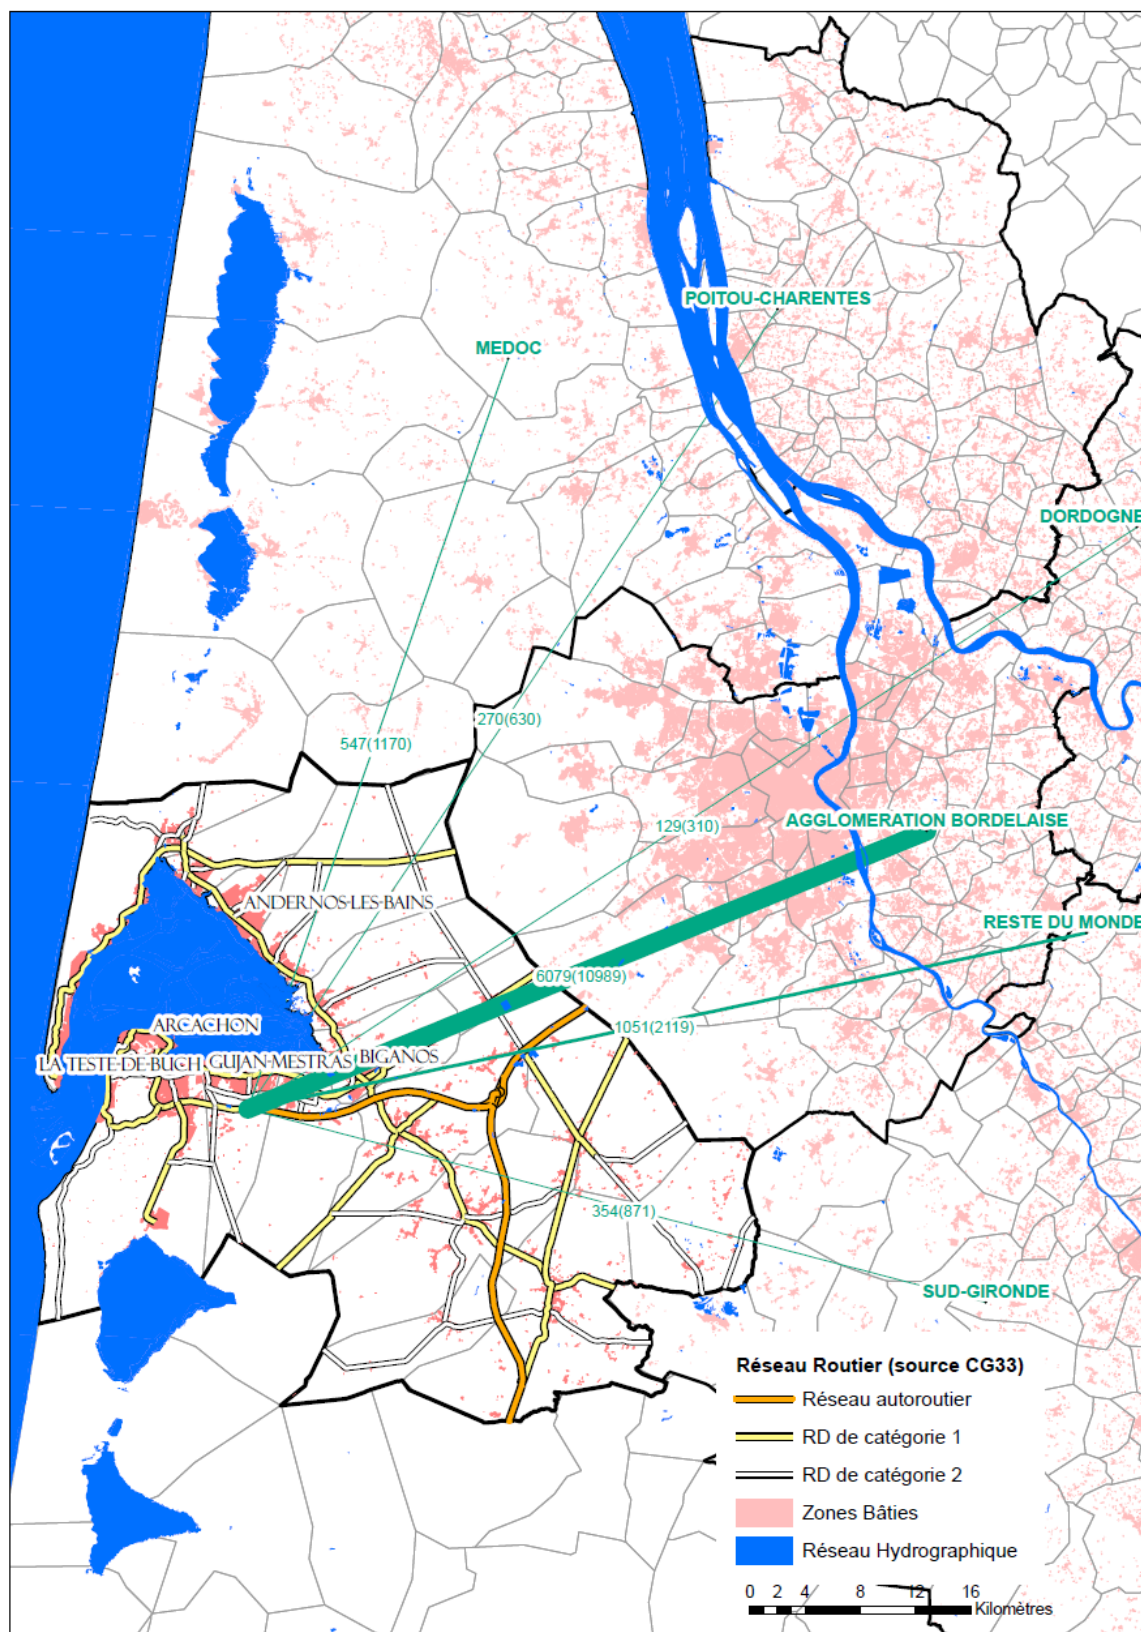 POITOU-CHARENTES
MEDOC
DORDOGNE
270(630)
547(1170)
129(310)
AGGLOMERATION BORDELAISE
ANDERNOS-LES-BAINS
RESTE DU MONDE
6079(10989)
ARCACHON
1051(2119)
LA TESTE-DE-BUCH
GUJAN-MESTRAS
BIGANOS
354(871)
SUD-GIRONDE
Réseau Routier (source CG33)
Réseau autoroutier
RD de catégorie 1
RD de catégorie 2
Zones Bâties
Réseau Hydrographique
0 2 4 8 12 16
Kilomètres